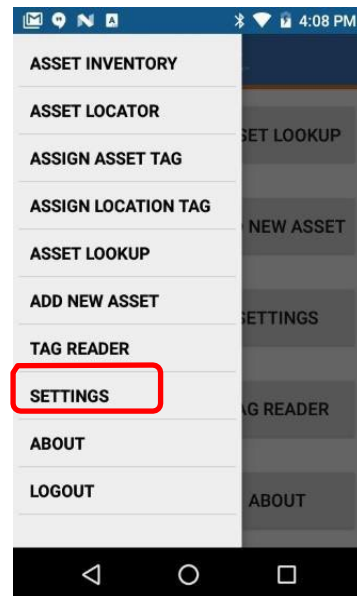 4:08 PM
ASSET INVENTORY
ASSET LOCATOR
ASSIGN ASSET TAG
ASSIGN LOCATION TAG
ASSET LOOKUP
ADD NEW ASSET
TAG READER
SETTINGS
ABOUT
LOGOUT
SET LOOKUP
NEW ASSET
SETTINGS
AG READER
ABOUT